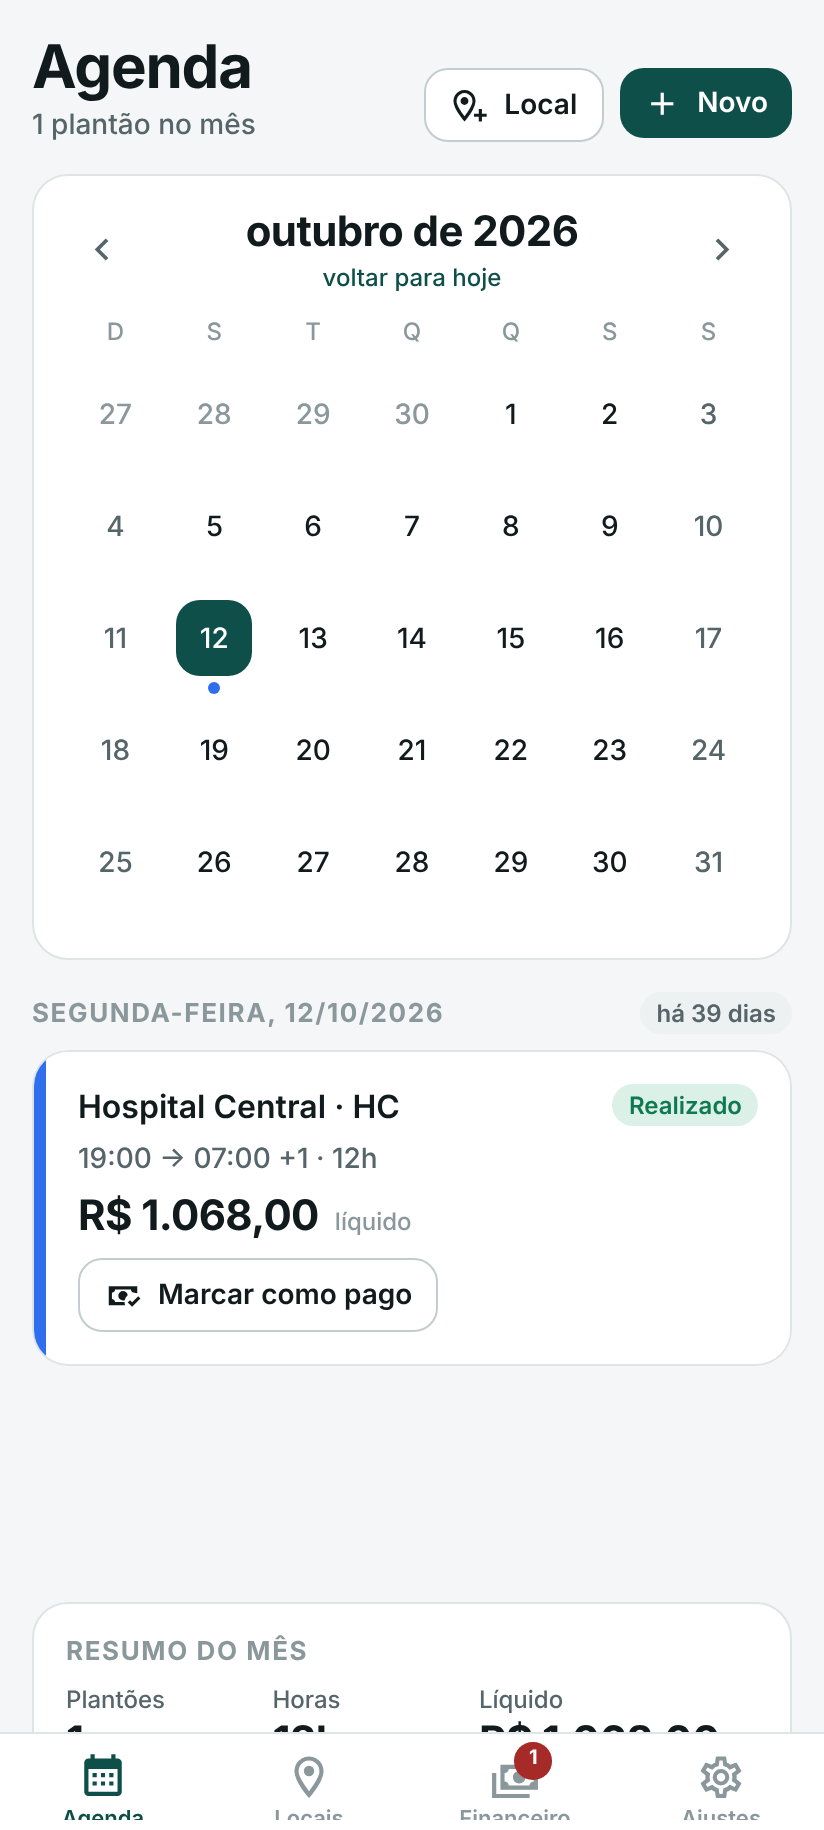 Agenda
1 plantão no mês
Local
Novo
outubro de 2026
voltar para hoje
D S T Q Q S S
27 28 29 30 1 2 3
4 5 6 7 8 9 10
11 12 13 14 15 16 17
18 19 20 21 22 23 24
25 26 27 28 29 30 31
SEGUNDA-FEIRA, 12/10/2026
há 39 dias
Hospital Central · HC
Realizado
19:00 → 07:00 +1 · 12h
R$ 1.068,00 líquido
Marcar como pago
RESUMO DO MÊS
Plantões Horas Líquido
1
Agenda Locais Financeiro Ajustes